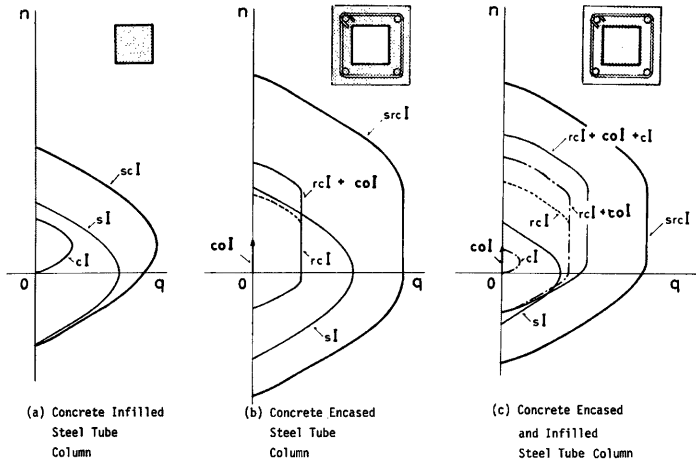 n
scI
sI
cI
0
q
(a) Concrete Infilled
Steel Tube
Column
n
srcI
rcI + coI
coI
rcI
0
q
sI
(b) Concrete Encased
Steel Tube
Column
n
rcI + coI + cI
rcI
rcI + coI
srcI
coI
cI
0
q
sI
(c) Concrete Encased
and Infilled
Steel Tube Column